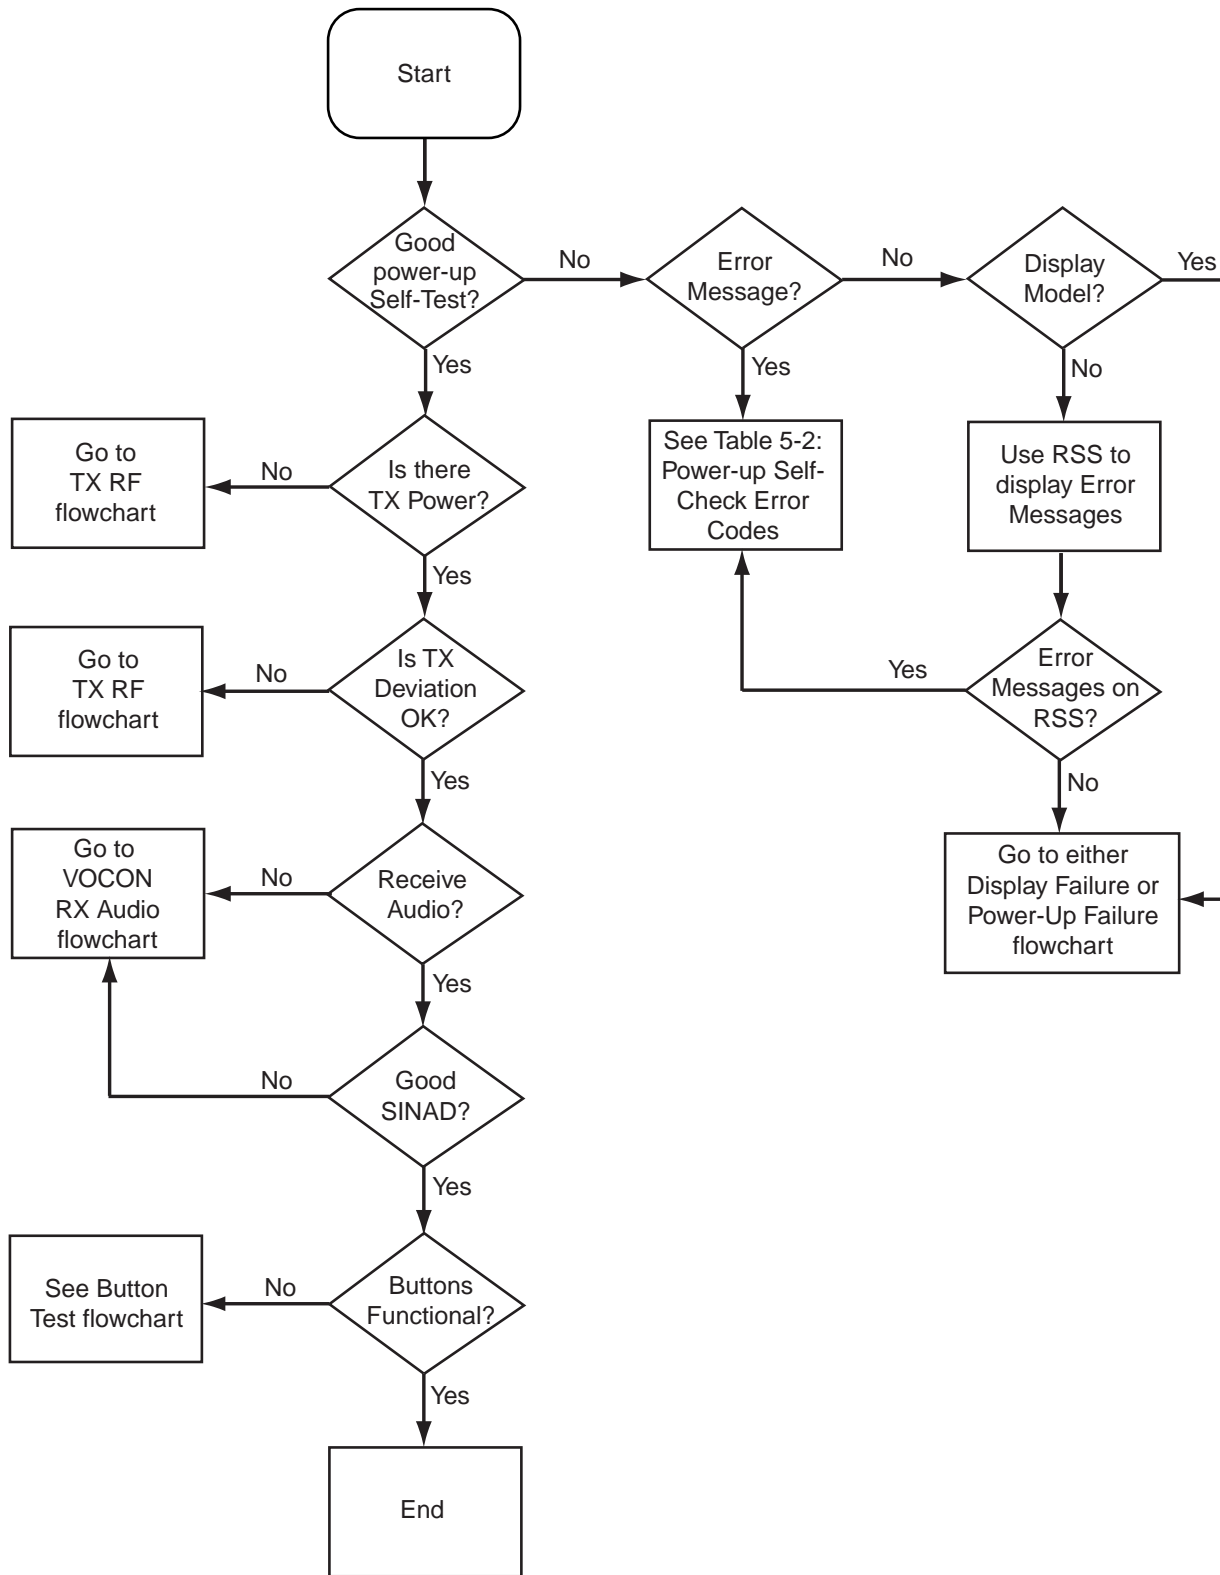 Start
Good
power-up
Self-Test?
No
Error
Message?
No
Display
Model?
Yes
Yes
Yes
No
Go to
TX RF
flowchart
No
Is there
TX Power?
See Table 5-2:
Power-up Self-
Check Error
Codes
Use RSS to
display Error
Messages
Yes
Go to
TX RF
flowchart
No
Is TX
Deviation
OK?
Yes
Error
Messages on
RSS?
Yes
No
Go to
VOCON
RX Audio
flowchart
No
Receive
Audio?
Go to either
Display Failure or
Power-Up Failure
flowchart
Yes
No
Good
SINAD?
Yes
See Button
Test flowchart
No
Buttons
Functional?
Yes
End